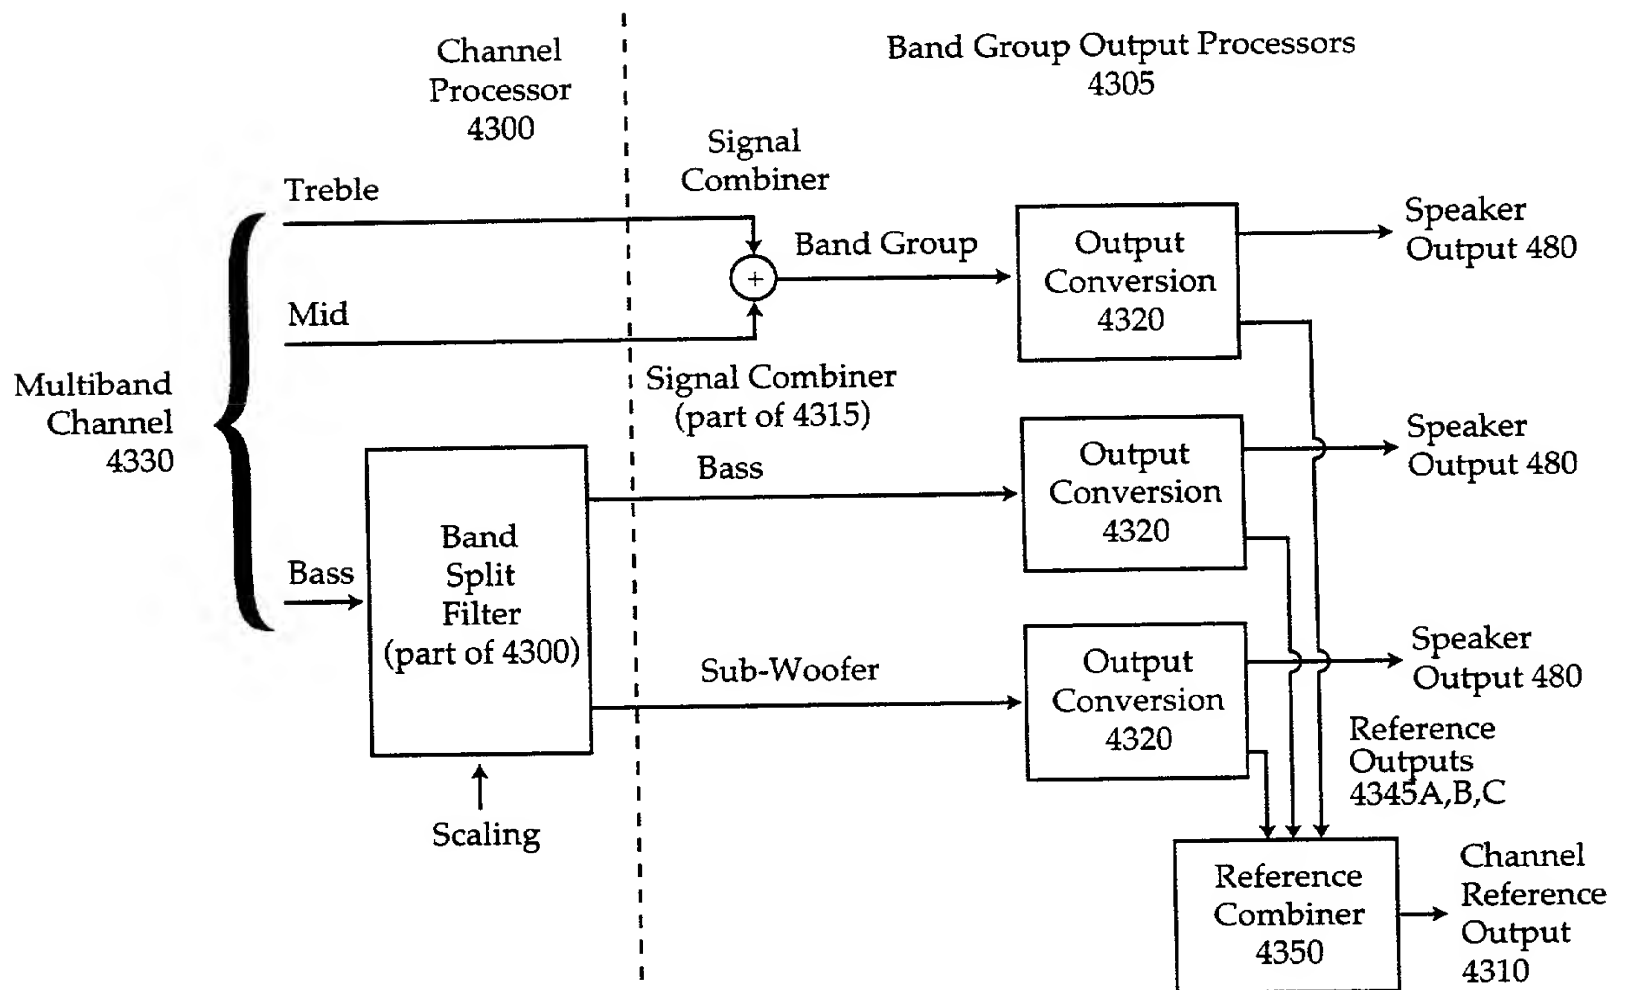 Channel
Processor
4300
Band Group Output Processors
4305
Signal
Combiner
Treble
Band Group
Output
Conversion
4320
Speaker
Output 480
Mid
Multiband
Channel
4330
Signal Combiner
(part of 4315)
Bass
Output
Conversion
4320
Speaker
Output 480
Bass
Band
Split
Filter
(part of 4300)
Sub-Woofer
Output
Conversion
4320
Speaker
Output 480
Scaling
Reference
Outputs
4345A,B,C
Reference
Combiner
4350
Channel
Reference
Output
4310